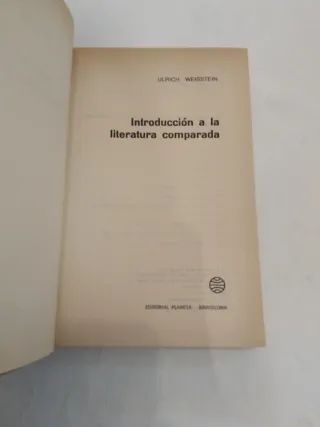 ULRICH WEISSTEIN
Introducción a la
literatura comparada
EDITORIAL PLANETA BARCELONA